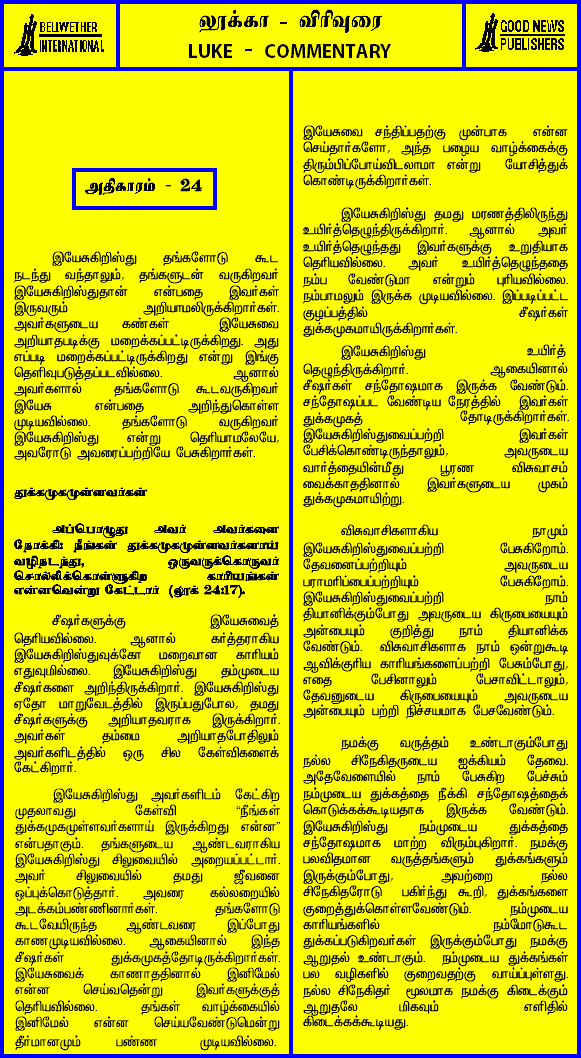 BELLWETHER
INTERNATIONAL
லூக்கா - விரிவுரை
LUKE - COMMENTARY
GOOD NEWS
PUBLISHERS
அதிகாரம் - 24
இயேசுகிறிஸ்து தங்களோடு கூட
நடந்து வந்தாலும், தங்களுடன் வருகிறவர்
இயேசுகிறிஸ்துதான் என்பதை இவர்கள்
இருவரும் அறியாமலிருக்கிறார்கள்.
அவர்களுடைய கண்கள் இயேசுவை
அறியாதபடிக்கு மறைக்கப்பட்டிருக்கிறது. அது
எப்படி மறைக்கப்பட்டிருக்கிறது என்று இங்கு
தெளிவுபடுத்தப்படவில்லை. ஆனால்
அவர்களால் தங்களோடு கூடவருகிறவர்
இயேசு என்பதை அறிந்துகொள்ள
முடியவில்லை. தங்களோடு வருகிறவர்
இயேசுகிறிஸ்து என்று தெரியாமலேயே,
அவரோடு அவரைப்பற்றியே பேசுகிறார்கள்.
துக்கமுகமுள்ளவர்கள்
அப்பொழுது அவர் அவர்களை
நோக்கி: நீங்கள் துக்கமுகமுள்ளவர்களாய்
வழிநடந்து, ஒருவருக்கொருவர்
சொல்லிக்கொள்ளுகிற காரியங்கள்
என்னவென்று கேட்டார் (லூக் 24:17).
சீஷர்களுக்கு இயேசுவைத்
தெரியவில்லை. ஆனால் கர்த்தராகிய
இயேசுகிறிஸ்துவுக்கோ மறைவான காரியம்
எதுவுமில்லை. இயேசுகிறிஸ்து தம்முடைய
சீஷர்களை அறிந்திருக்கிறார். இயேசுகிறிஸ்து
ஏதோ மாறுவேடத்தில் இருப்பதுபோல, தமது
சீஷர்களுக்கு அறியாதவராக இருக்கிறார்.
அவர்கள் தம்மை அறியாதபோதிலும்
அவர்களிடத்தில் ஒரு சில கேள்விகளைக்
கேட்கிறார்.
இயேசுகிறிஸ்து அவர்களிடம் கேட்கிற
முதலாவது கேள்வி "நீங்கள்
துக்கமுகமுள்ளவர்களாய் இருக்கிறது என்ன"
என்பதாகும். தங்களுடைய ஆண்டவராகிய
இயேசுகிறிஸ்து சிலுவையில் அறையப்பட்டார்.
அவர் சிலுவையில் தமது ஜீவனை
ஒப்புக்கொடுத்தார். அவரை கல்லறையில்
அடக்கம்பண்ணினார்கள். தங்களோடு
கூடவேயிருந்த ஆண்டவரை இப்போது
காணமுடியவில்லை. ஆகையினால் இந்த
சீஷர்கள் துக்கமுகத்தோடிருக்கிறார்கள்.
இயேசுவைக் காணாததினால் இனிமேல்
என்ன செய்வதென்று இவர்களுக்குத்
தெரியவில்லை. தங்கள் வாழ்க்கையில்
இனிமேல் என்ன செய்யவேண்டுமென்று
தீர்மானமும் பண்ண முடியவில்லை.
இயேசுவை சந்திப்பதற்கு முன்பாக என்ன
செய்தார்களோ, அந்த பழைய வாழ்க்கைக்கு
திரும்பிப்போய்விடலாமா என்று யோசித்துக்
கொண்டிருக்கிறார்கள்.
இயேசுகிறிஸ்து தமது மரணத்திலிருந்து
உயிர்த்தெழுந்திருக்கிறார். ஆனால் அவர்
உயிர்த்தெழுந்தது இவர்களுக்கு உறுதியாக
தெரியவில்லை. அவர் உயிர்த்தெழுந்ததை
நம்ப வேண்டுமா என்றும் புரியவில்லை.
நம்பாமலும் இருக்க முடியவில்லை. இப்படிப்பட்ட
குழப்பத்தில் சீஷர்கள்
துக்கமுகமாயிருக்கிறார்கள்.
இயேசுகிறிஸ்து உயிர்த்
தெழுந்திருக்கிறார். ஆகையினால்
சீஷர்கள் சந்தோஷமாக இருக்க வேண்டும்.
சந்தோஷப்பட வேண்டிய நேரத்தில் இவர்கள்
துக்கமுகத் தோடிருக்கிறார்கள்.
இயேசுகிறிஸ்துவைப்பற்றி இவர்கள்
பேசிக்கொண்டிருந்தாலும், அவருடைய
வார்த்தையின்மீது பூரண விசுவாசம்
வைக்காததினால் இவர்களுடைய முகம்
துக்கமுகமாயிற்று.
விசுவாசிகளாகிய நாமும்
இயேசுகிறிஸ்துவைப்பற்றி பேசுகிறோம்.
தேவனைப்பற்றியும் அவருடைய
பராமரிப்பைப்பற்றியும் பேசுகிறோம்.
இயேசுகிறிஸ்துவைப்பற்றி நாம்
தியானிக்கும்போது அவருடைய கிருபையையும்
அன்பையும் குறித்து நாம் தியானிக்க
வேண்டும். விசுவாசிகளாக நாம் ஒன்றுகூடி
ஆவிக்குரிய காரியங்களைப்பற்றி பேசும்போது,
எதை பேசினாலும் பேசாவிட்டாலும்,
தேவனுடைய கிருபையையும் அவருடைய
அன்பையும் பற்றி நிச்சயமாக பேசவேண்டும்.
நமக்கு வருத்தம் உண்டாகும்போது
நல்ல சிநேகிதருடைய ஐக்கியம் தேவை.
அதேவேளையில் நாம் பேசுகிற பேச்சும்
நம்முடைய துக்கத்தை நீக்கி சந்தோஷத்தைக்
கொடுக்கக்கூடியதாக இருக்க வேண்டும்.
இயேசுகிறிஸ்து நம்முடைய துக்கத்தை
சந்தோஷமாக மாற்ற விரும்புகிறார். நமக்கு
பலவிதமான வருத்தங்களும் துக்கங்களும்
இருக்கும்போது, அவற்றை நல்ல
சிநேகிதரோடு பகிர்ந்து கூறி, துக்கங்களை
குறைத்துக்கொள்ளவேண்டும். நம்முடைய
காரியங்களில் நம்மோடுகூட
துக்கப்படுகிறவர்கள் இருக்கும்போது நமக்கு
ஆறுதல் உண்டாகும். நம்முடைய துக்கங்கள்
பல வழிகளில் குறைவதற்கு வாய்ப்புள்ளது.
நல்ல சிநேகிதர் மூலமாக நமக்கு கிடைக்கும்
ஆறுதலே மிகவும் எளிதில்
கிடைக்கக்கூடியது.